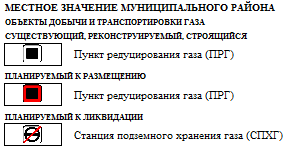 МЕСТНОЕ ЗНАЧЕНИЕ МУНИЦИПАЛЬНОГО РАЙОНА
ОБЪЕКТЫ ДОБЫЧИ И ТРАНСПОРТИРОВКИ ГАЗА
СУЩЕСТВУЮЩИЙ, РЕКОНСТРУИРУЕМЫЙ, СТРОЯЩИЙСЯ
Пункт редуцирования газа (ПРГ)
ПЛАНИРУЕМЫЙ К РАЗМЕЩЕНИЮ
Пункт редуцирования газа (ПРГ)
ПЛАНИРУЕМЫЙ К ЛИКВИДАЦИИ
Станция подземного хранения газа (СПХГ)